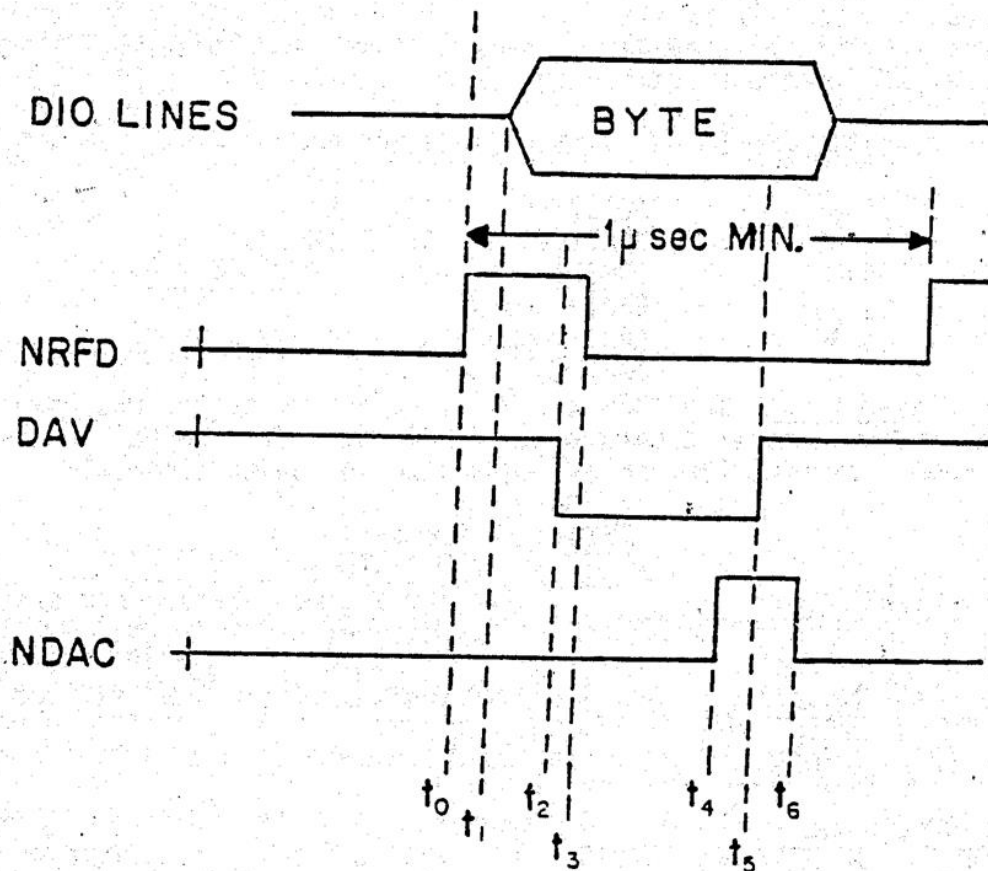 DIO LINES
BYTE
1μ sec MIN.
NRFD
DAV
NDAC
t0
t1
t2
t3
t4
t5
t6